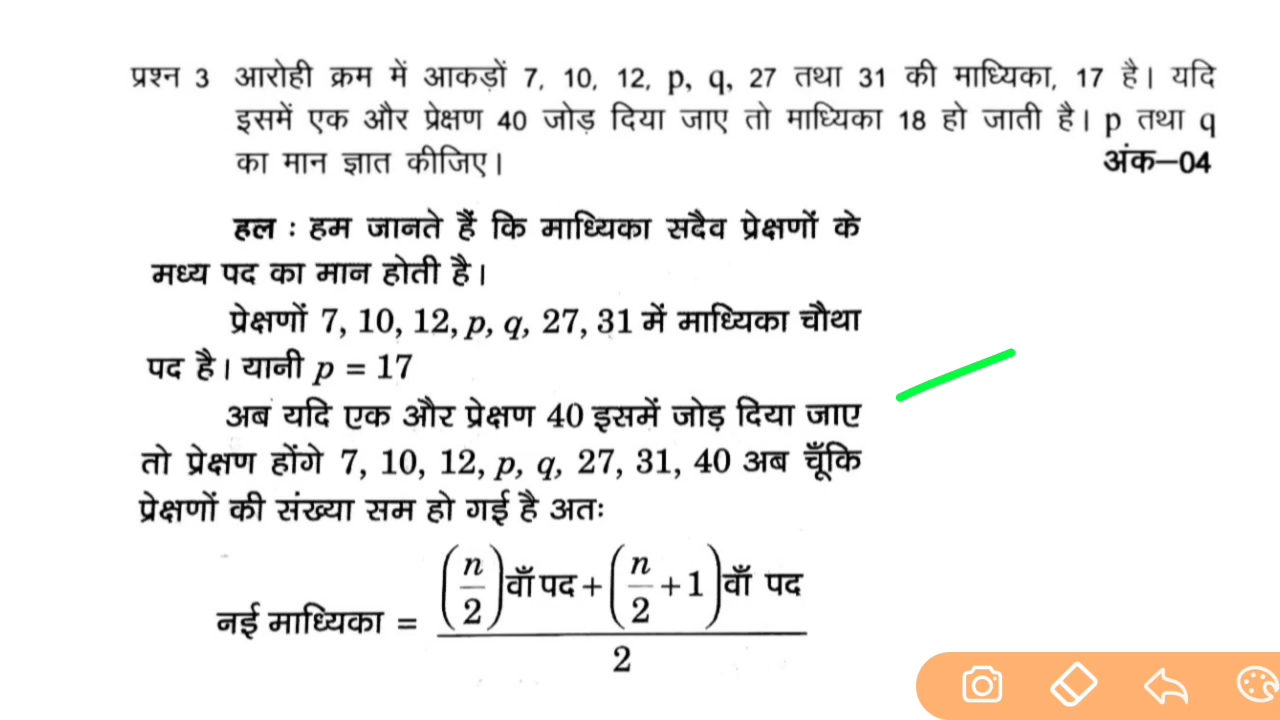 प्रश्न 3 आरोही क्रम में आकड़ों 7, 10, 12, p, q, 27 तथा 31 की माध्यिका, 17 है। यदि
इसमें एक और प्रेक्षण 40 जोड़ दिया जाए तो माध्यिका 18 हो जाती है। p तथा q
का मान ज्ञात कीजिए। अंक–04
हल : हम जानते हैं कि माध्यिका सदैव प्रेक्षणों के
मध्य पद का मान होती है।
प्रेक्षणों 7, 10, 12, p, q, 27, 31 में माध्यिका चौथा
पद है। यानी p = 17
अब यदि एक और प्रेक्षण 40 इसमें जोड़ दिया जाए
तो प्रेक्षण होंगे 7, 10, 12, p, q, 27, 31, 40 अब चूँकि
प्रेक्षणों की संख्या सम हो गई है अतः
नई माध्यिका = ((n/2)वाँ पद + (n/2 + 1)वाँ पद)/2